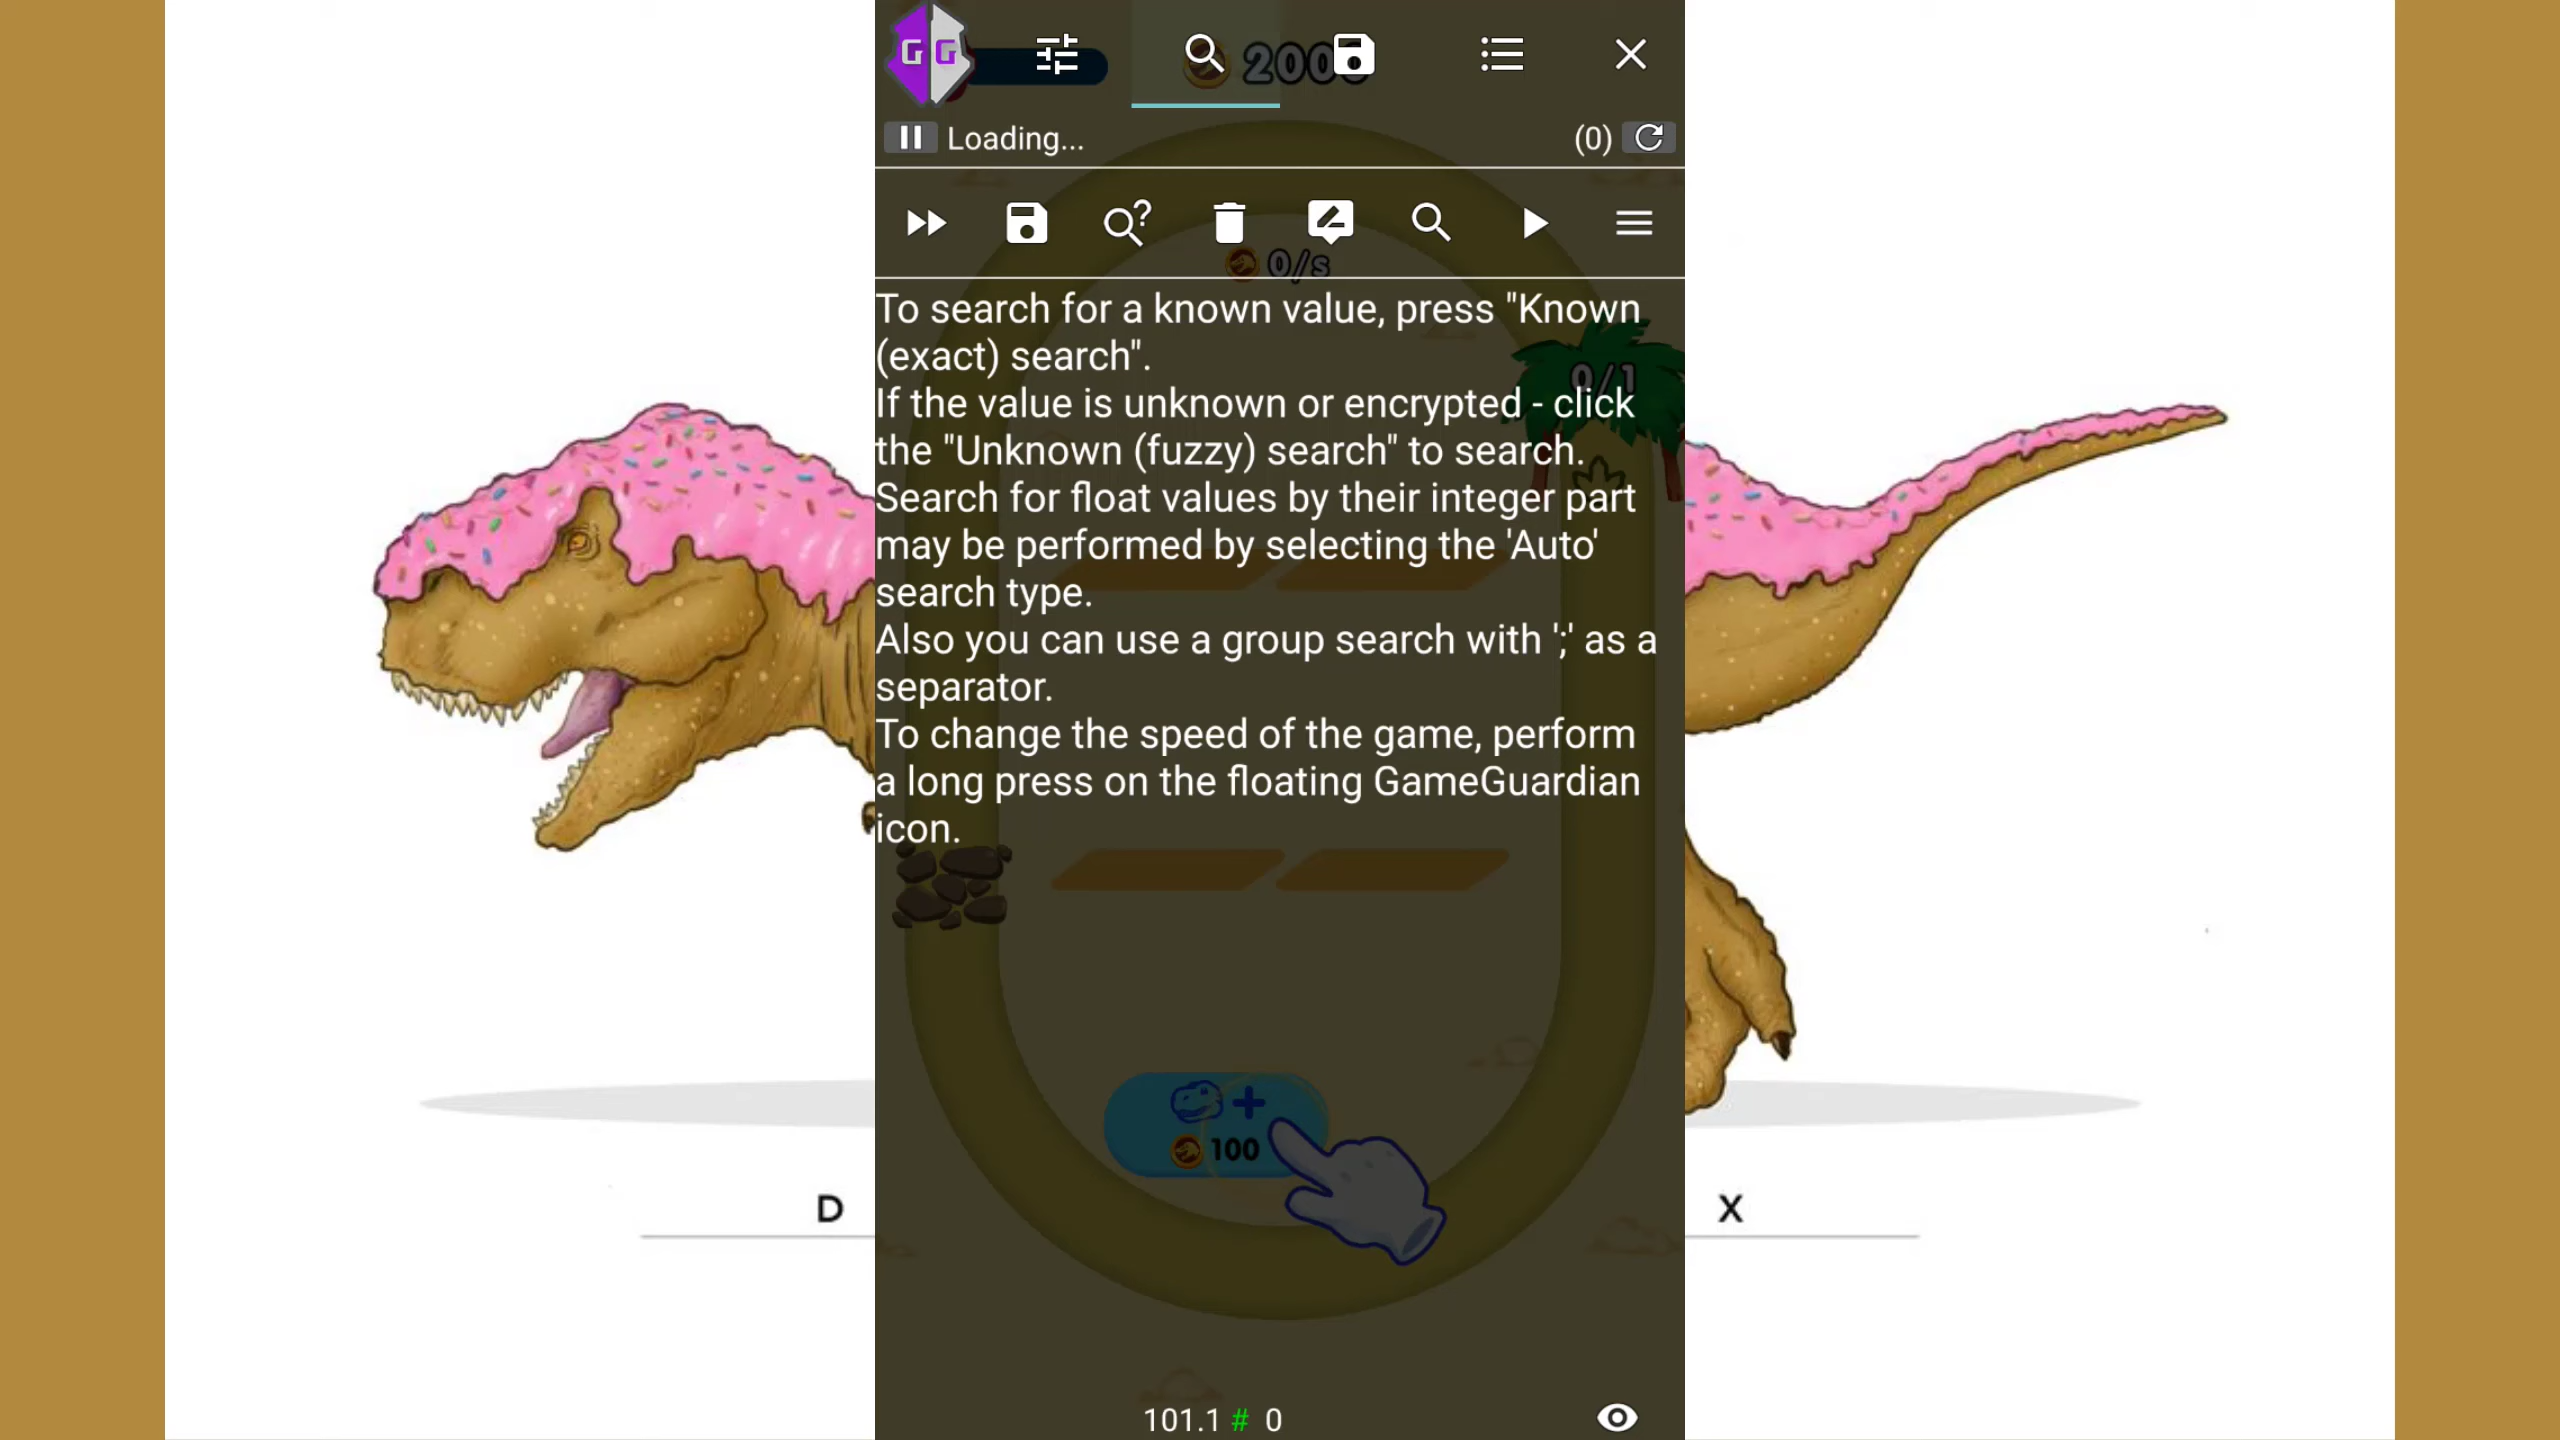 G G
200
Loading...
(0)
0/s
To search for a known value, press "Known
(exact) search".
0/1
If the value is unknown or encrypted - click
the "Unknown (fuzzy) search" to search.
Search for float values by their integer part
may be performed by selecting the 'Auto'
search type.
Also you can use a group search with ';' as a
separator.
To change the speed of the game, perform
a long press on the floating GameGuardian
icon.
100
D
X
101.1 # 0